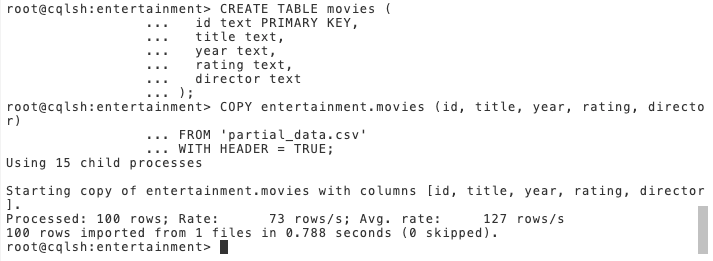 root@cqlsh:entertainment> CREATE TABLE movies (
                 ...   id text PRIMARY KEY,
                 ...   title text,
                 ...   year text,
                 ...   rating text,
                 ...   director text
                 ... );
root@cqlsh:entertainment> COPY entertainment.movies (id, title, year, rating, directo
r)
                 ... FROM 'partial_data.csv'
                 ... WITH HEADER = TRUE;
Using 15 child processes

Starting copy of entertainment.movies with columns [id, title, year, rating, director
].
Processed: 100 rows; Rate:      73 rows/s; Avg. rate:     127 rows/s
100 rows imported from 1 files in 0.788 seconds (0 skipped).
root@cqlsh:entertainment>